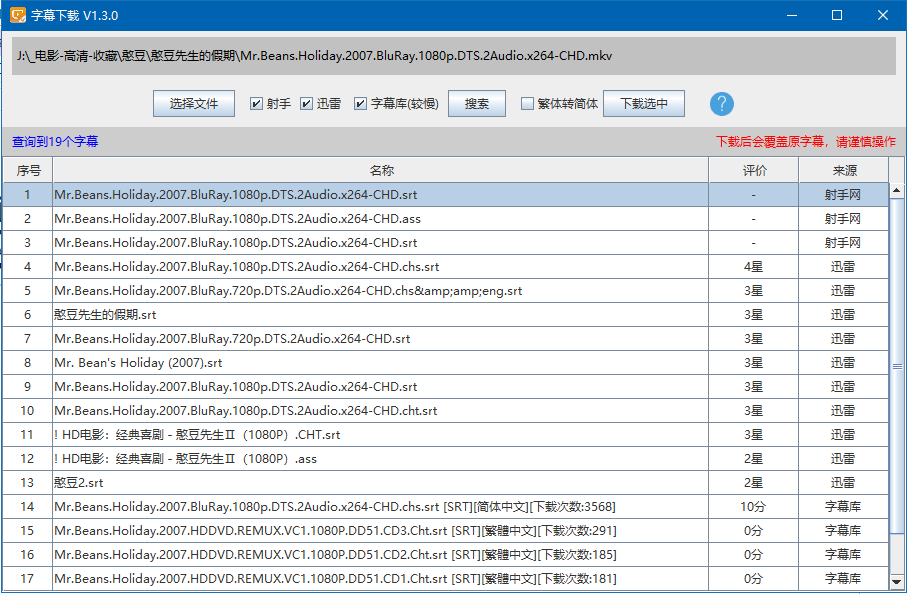 字幕下载 V1.3.0
J:\_电影-高清-收藏\憨豆\憨豆先生的假期\Mr.Beans.Holiday.2007.BluRay.1080p.DTS.2Audio.x264-CHD.mkv
选择文件 射手 迅雷 字幕库(较慢) 搜索 繁体转简体 下载选中 ?
查询到19个字幕 下载后会覆盖原字幕，请谨慎操作
序号 名称 评价 来源
1 Mr.Beans.Holiday.2007.BluRay.1080p.DTS.2Audio.x264-CHD.srt - 射手网
2 Mr.Beans.Holiday.2007.BluRay.1080p.DTS.2Audio.x264-CHD.ass - 射手网
3 Mr.Beans.Holiday.2007.BluRay.1080p.DTS.2Audio.x264-CHD.srt - 射手网
4 Mr.Beans.Holiday.2007.BluRay.1080p.DTS.2Audio.x264-CHD.chs.srt 4星 迅雷
5 Mr.Beans.Holiday.2007.BluRay.720p.DTS.2Audio.x264-CHD.chs&amp;amp;eng.srt 3星 迅雷
6 憨豆先生的假期.srt 3星 迅雷
7 Mr.Beans.Holiday.2007.BluRay.720p.DTS.2Audio.x264-CHD.srt 3星 迅雷
8 Mr. Bean's Holiday (2007).srt 3星 迅雷
9 Mr.Beans.Holiday.2007.BluRay.1080p.DTS.2Audio.x264-CHD.srt 3星 迅雷
10 Mr.Beans.Holiday.2007.BluRay.1080p.DTS.2Audio.x264-CHD.cht.srt 3星 迅雷
11 ! HD电影：经典喜剧 - 憨豆先生Ⅱ（1080P）.CHT.srt 3星 迅雷
12 ! HD电影：经典喜剧 - 憨豆先生Ⅱ（1080P）.ass 2星 迅雷
13 憨豆2.srt 2星 迅雷
14 Mr.Beans.Holiday.2007.BluRay.1080p.DTS.2Audio.x264-CHD.chs.srt [SRT][简体中文][下载次数:3568] 10分 字幕库
15 Mr.Beans.Holiday.2007.HDDVD.REMUX.VC1.1080P.DD51.CD3.Cht.srt [SRT][繁體中文][下载次数:291] 0分 字幕库
16 Mr.Beans.Holiday.2007.HDDVD.REMUX.VC1.1080P.DD51.CD2.Cht.srt [SRT][繁體中文][下载次数:185] 0分 字幕库
17 Mr.Beans.Holiday.2007.HDDVD.REMUX.VC1.1080P.DD51.CD1.Cht.srt [SRT][繁體中文][下载次数:181] 0分 字幕库